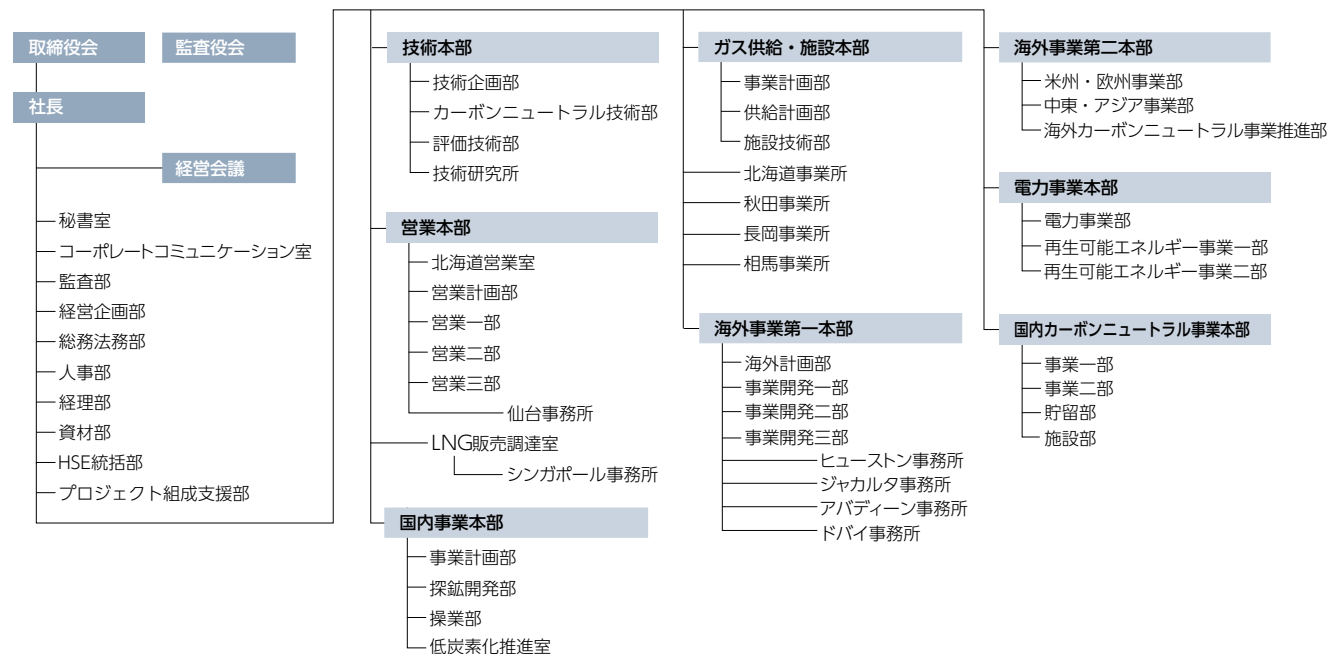 取締役会
監査役会
社長
経営会議
秘書室
コーポレートコミュニケーション室
監査部
経営企画部
総務法務部
人事部
経理部
資材部
HSE統括部
プロジェクト組成支援部
技術本部
技術企画部
カーボンニュートラル技術部
評価技術部
技術研究所
営業本部
北海道営業室
営業計画部
営業一部
営業二部
営業三部
仙台事務所
LNG販売調達室
シンガポール事務所
国内事業本部
事業計画部
探鉱開発部
操業部
低炭素化推進室
ガス供給・施設本部
事業計画部
供給計画部
施設技術部
北海道事業所
秋田事業所
長岡事業所
相馬事業所
海外事業第一本部
海外計画部
事業開発一部
事業開発二部
事業開発三部
ヒューストン事務所
ジャカルタ事務所
アバディーン事務所
ドバイ事務所
海外事業第二本部
米州・欧州事業部
中東・アジア事業部
海外カーボンニュートラル事業推進部
電力事業本部
電力事業部
再生可能エネルギー事業一部
再生可能エネルギー事業二部
国内カーボンニュートラル事業本部
事業一部
事業二部
貯留部
施設部